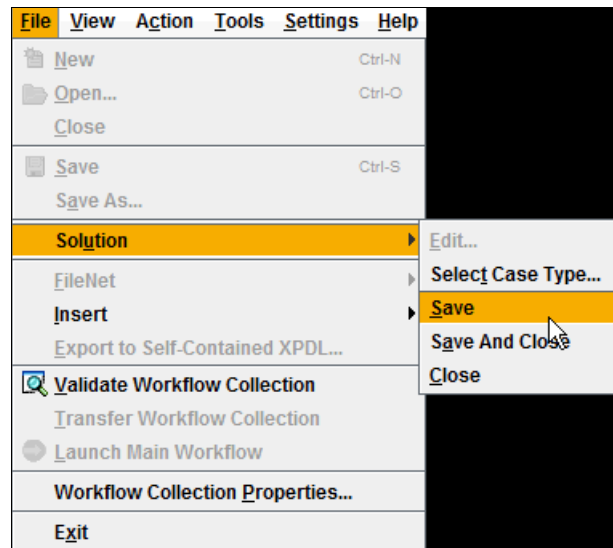 File View Action Tools Settings Help
New Ctrl-N
Open... Ctrl-O
Close
Save Ctrl-S
Save As...
Solution
FileNet
Insert
Export to Self-Contained XPDL...
Validate Workflow Collection
Transfer Workflow Collection
Launch Main Workflow
Workflow Collection Properties...
Exit
Edit...
Select Case Type...
Save
Save And Close
Close